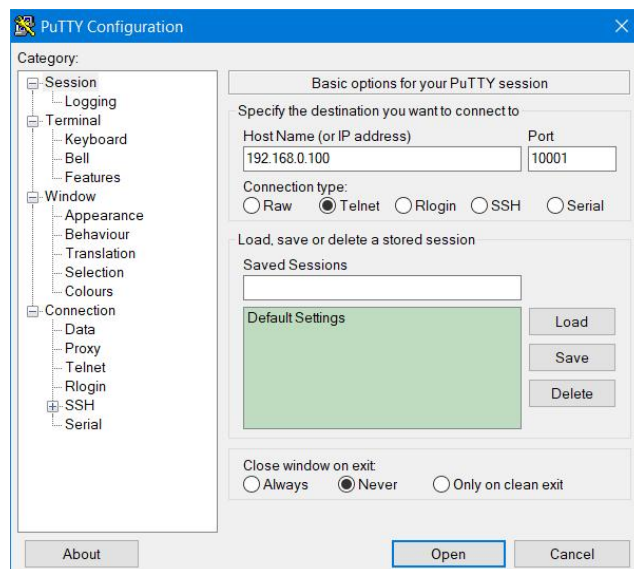 PuTTY Configuration
Category:
Session
Logging
Terminal
Keyboard
Bell
Features
Window
Appearance
Behaviour
Translation
Selection
Colours
Connection
Data
Proxy
Telnet
Rlogin
SSH
Serial
Basic options for your PuTTY session
Specify the destination you want to connect to
Host Name (or IP address) Port
192.168.0.100 10001
Connection type:
Raw Telnet Rlogin SSH Serial
Load, save or delete a stored session
Saved Sessions
Default Settings
Load
Save
Delete
Close window on exit:
Always Never Only on clean exit
About Open Cancel